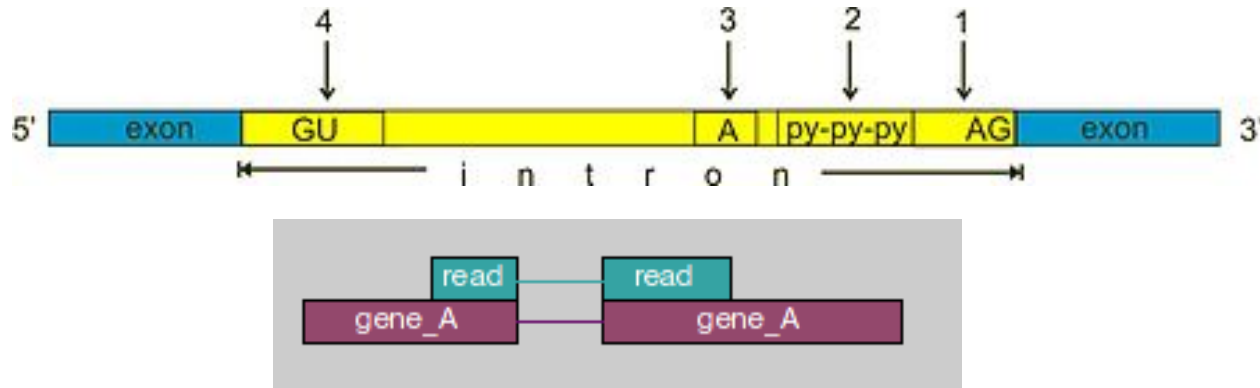 4 3 2 1
5' exon GU A py-py-py AG exon 3'
i n t r o n
read read
gene_A gene_A